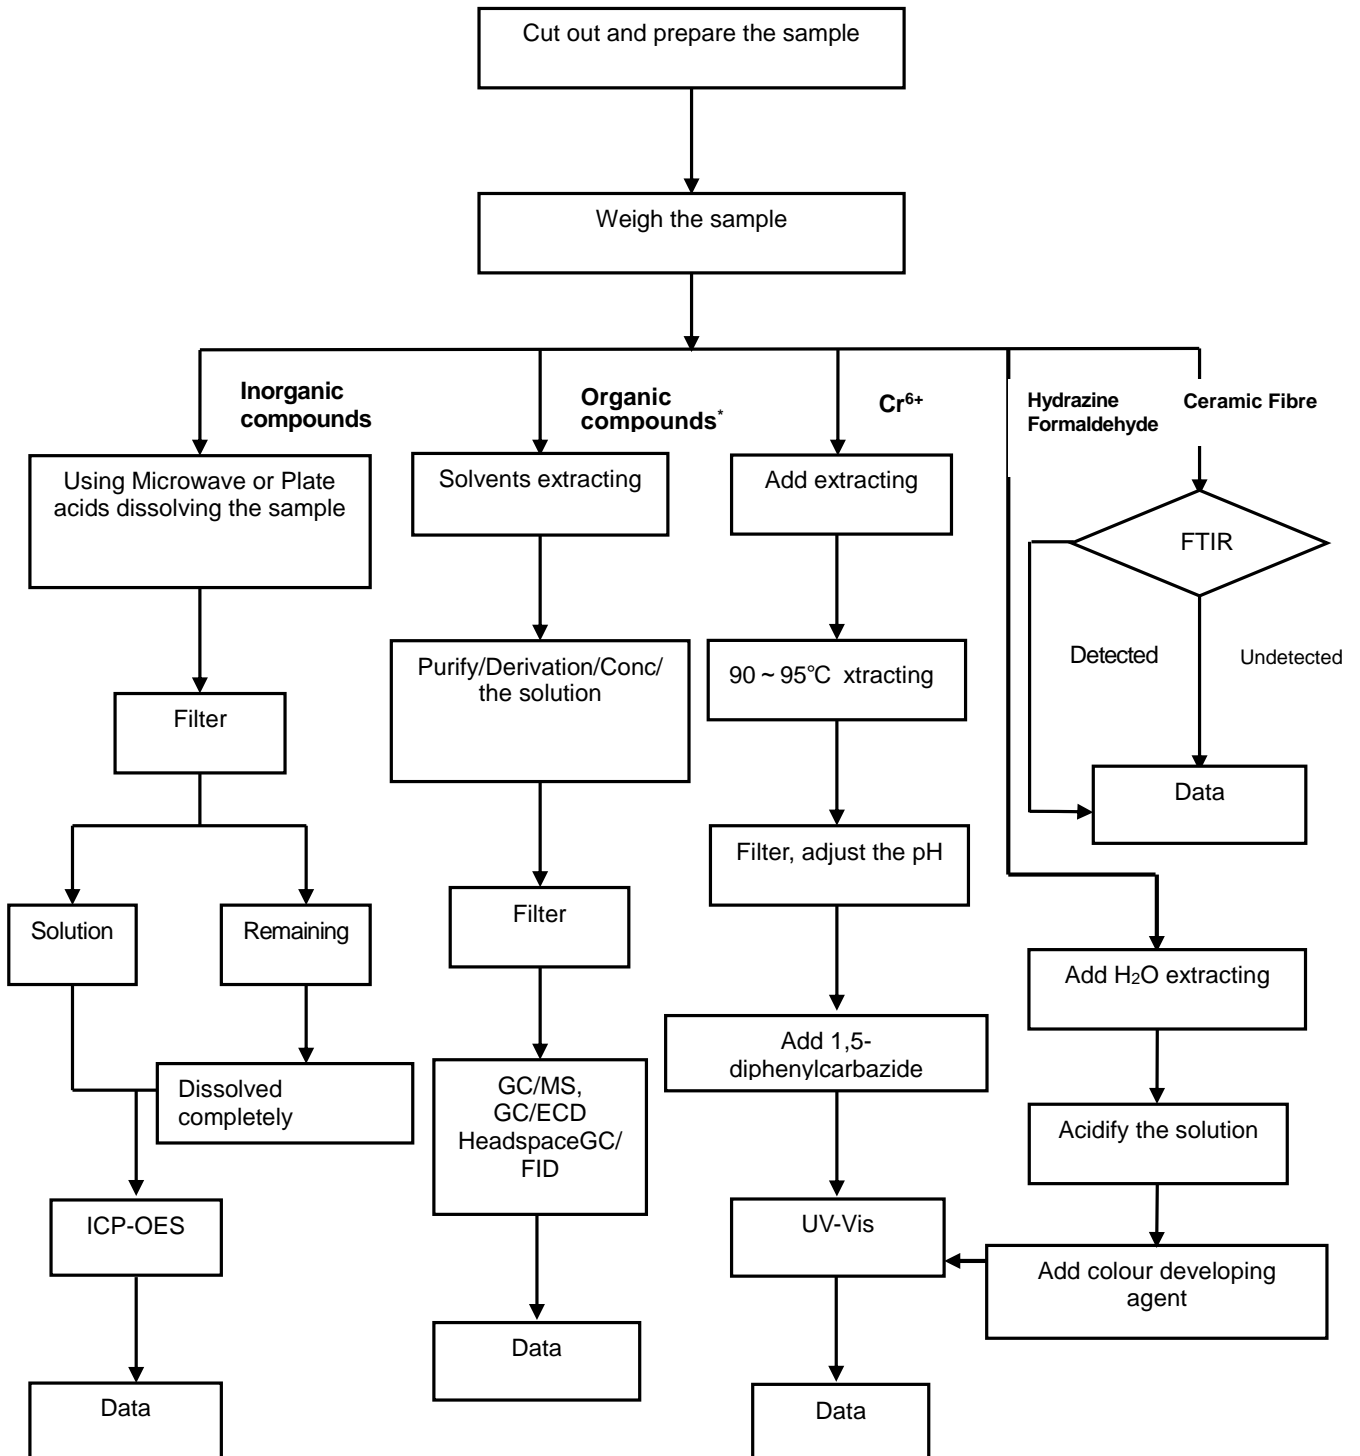 Cut out and prepare the sample
Weigh the sample
Inorganic
compounds
Organic
compounds*
Cr6+
Hydrazine
Formaldehyde
Ceramic Fibre
Using Microwave or Plate
acids dissolving the sample
Solvents extracting
Add extracting
FTIR
Detected
Undetected
Purify/Derivation/Conc/
the solution
90 ~ 95℃ xtracting
Filter
Data
Filter, adjust the pH
Solution
Remaining
Filter
Add H2O extracting
Add 1,5-
diphenylcarbazide
Dissolved
completely
GC/MS,
GC/ECD
HeadspaceGC/
FID
Acidify the solution
ICP-OES
UV-Vis
Add colour developing
agent
Data
Data
Data